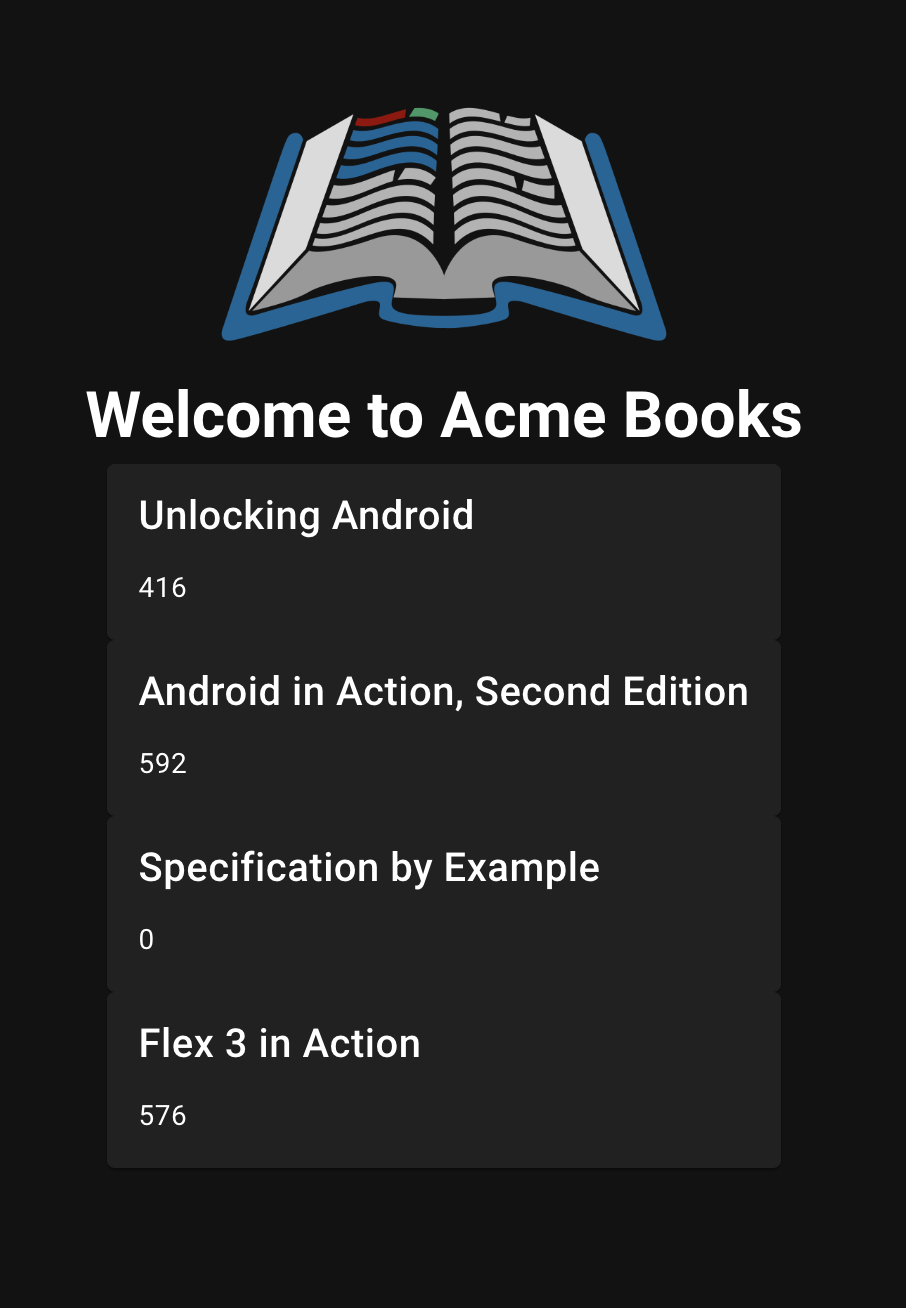 Welcome to Acme Books
Unlocking Android
416
Android in Action, Second Edition
592
Specification by Example
0
Flex 3 in Action
576